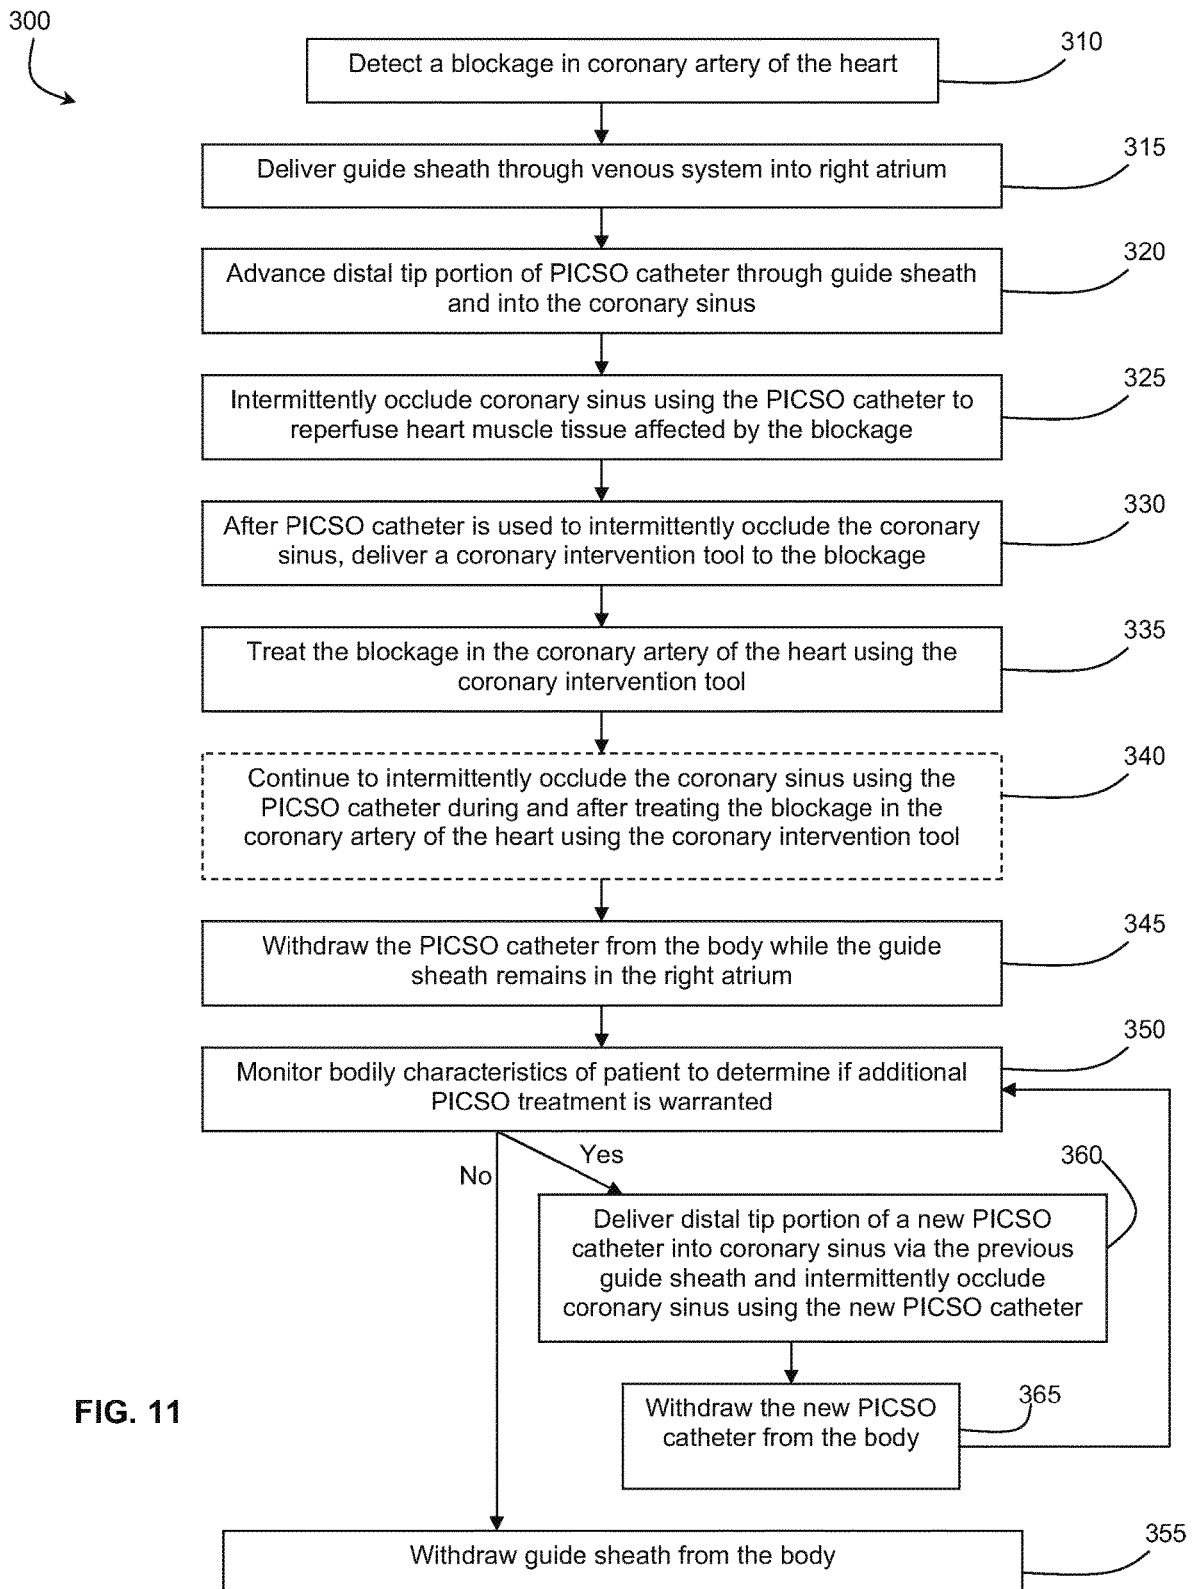 300
Detect a blockage in coronary artery of the heart
310
Deliver guide sheath through venous system into right atrium
315
Advance distal tip portion of PICSO catheter through guide sheath
and into the coronary sinus
320
Intermittently occlude coronary sinus using the PICSO catheter to
reperfuse heart muscle tissue affected by the blockage
325
After PICSO catheter is used to intermittently occlude the coronary
sinus, deliver a coronary intervention tool to the blockage
330
Treat the blockage in the coronary artery of the heart using the
coronary intervention tool
335
Continue to intermittently occlude the coronary sinus using the
PICSO catheter during and after treating the blockage in the
coronary artery of the heart using the coronary intervention tool
340
Withdraw the PICSO catheter from the body while the guide
sheath remains in the right atrium
345
Monitor bodily characteristics of patient to determine if additional
PICSO treatment is warranted
350
Yes
No
Deliver distal tip portion of a new PICSO
catheter into coronary sinus via the previous
guide sheath and intermittently occlude
coronary sinus using the new PICSO catheter
360
Withdraw the new PICSO
catheter from the body
365
FIG. 11
Withdraw guide sheath from the body
355